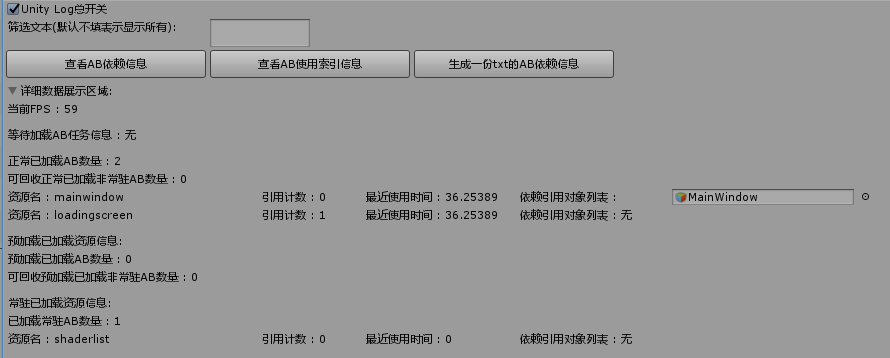 Unity Log总开关
筛选文本(默认不填表示显示所有):
查看AB依赖信息 查看AB使用索引信息 生成一份txt的AB依赖信息
详细数据展示区域:
当前FPS : 59
等待加载AB任务信息 : 无
正常已加载AB数量 : 2
可回收正常已加载非常驻AB数量 : 0
资源名 : mainwindow 引用计数 : 0 最近使用时间 : 36.25389 依赖引用对象列表 : MainWindow
资源名 : loadingscreen 引用计数 : 1 最近使用时间 : 36.25389 依赖引用对象列表 : 无
预加载已加载资源信息:
预加载已加载AB数量 : 0
可回收预加载已加载非常驻AB数量 : 0
常驻已加载资源信息:
已加载常驻AB数量 : 1
资源名 : shaderlist 引用计数 : 0 最近使用时间 : 0 依赖引用对象列表 : 无